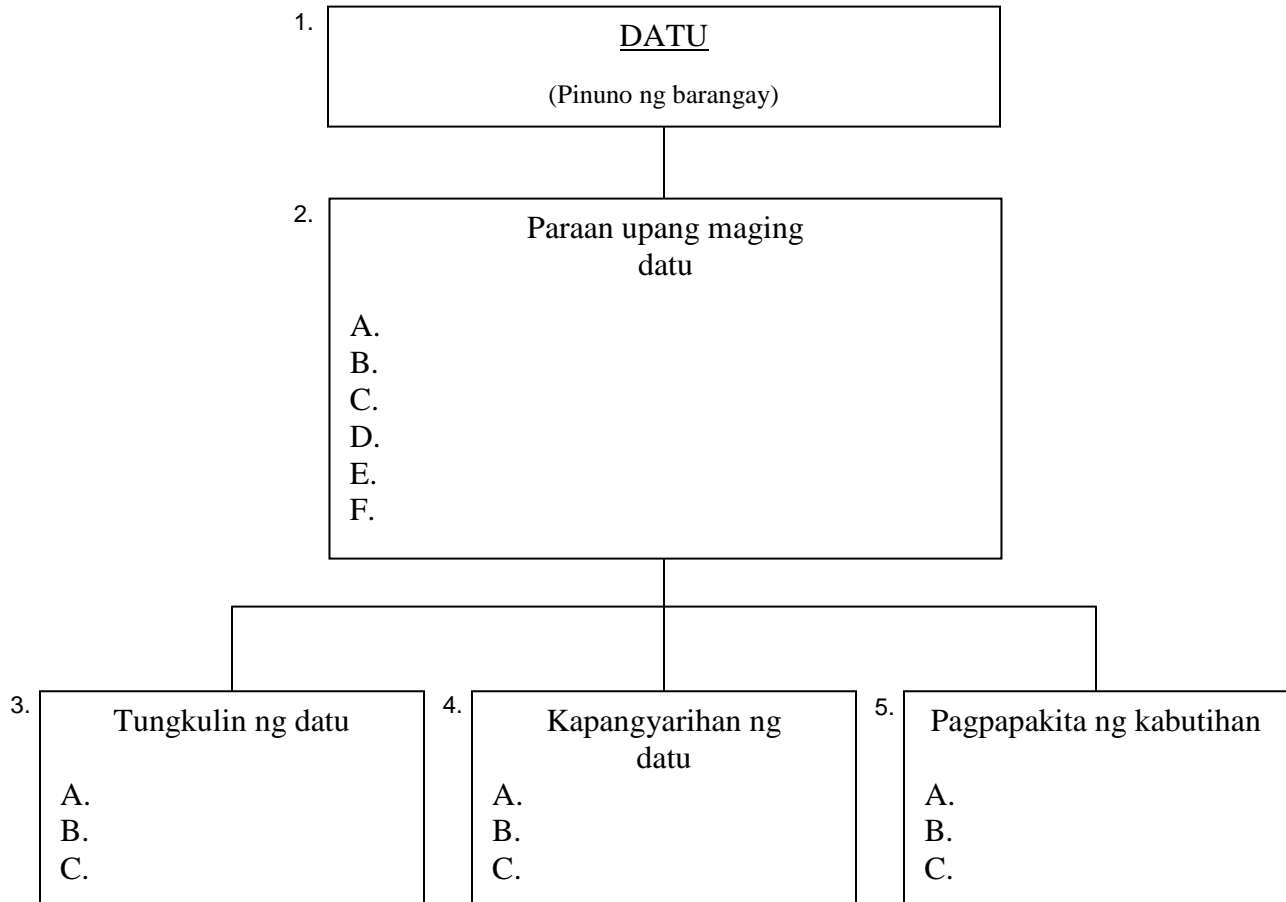 1.
DATU
(Pinuno ng barangay)
2.
Paraan upang maging
datu
A.
B.
C.
D.
E.
F.
3.
Tungkulin ng datu
A.
B.
C.
4.
Kapangyarihan ng
datu
A.
B.
C.
5.
Pagpapakita ng kabutihan
A.
B.
C.